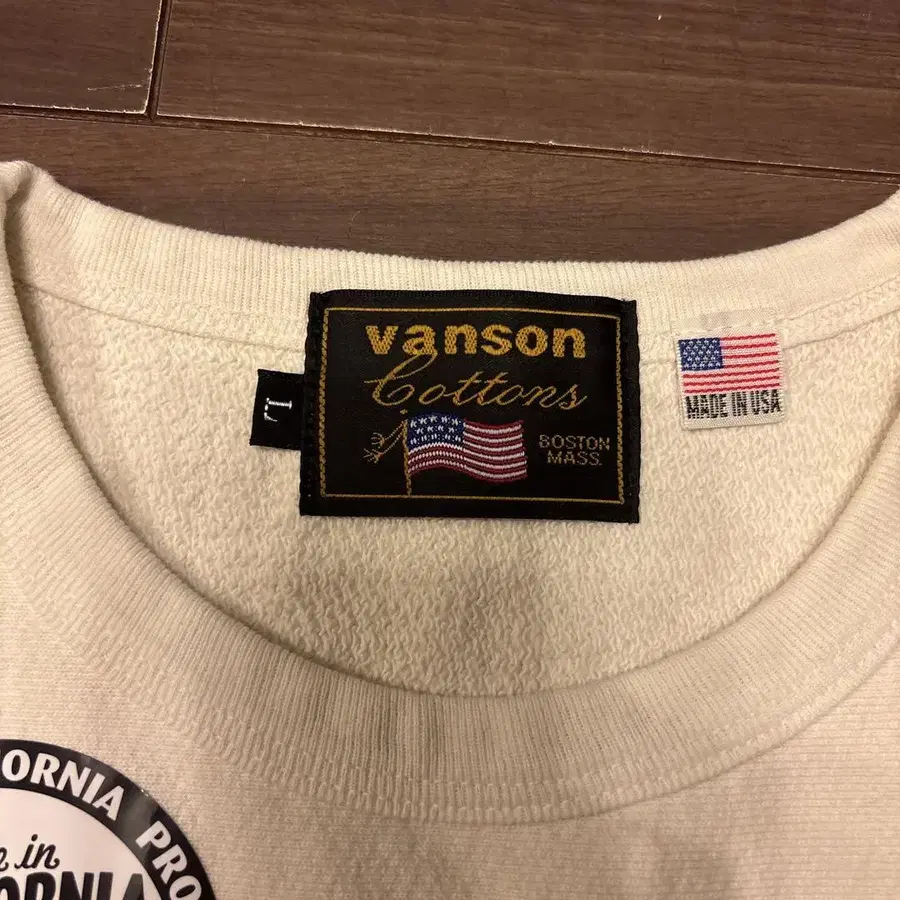 vanson
Cottons
BOSTON
MASS.
L
MADE IN USA
ORNIA PRO
in
ORNIA